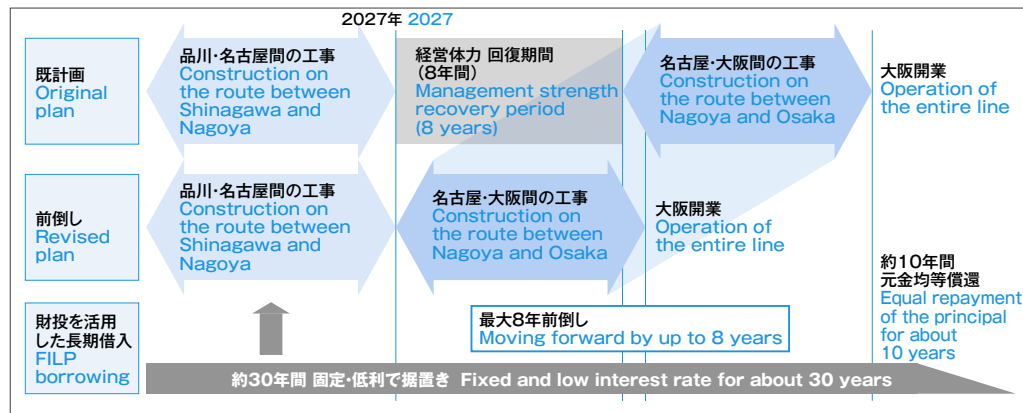 2027年 2027
既計画
Original
plan
品川・名古屋間の工事
Construction on
the route between
Shinagawa and
Nagoya
経営体力 回復期間
(8年間)
Management strength
recovery period
(8 years)
名古屋・大阪間の工事
Construction on
the route between
Nagoya and Osaka
大阪開業
Operation of
the entire line
前倒し
Revised
plan
品川・名古屋間の工事
Construction on
the route between
Shinagawa and
Nagoya
名古屋・大阪間の工事
Construction on
the route between
Nagoya and Osaka
大阪開業
Operation of
the entire line
財投を活用
した長期借入
FILP
borrowing
最大8年前倒し
Moving forward by up to 8 years
約10年間
元金均等償還
Equal repayment
of the principal
for about
10 years
約30年間 固定・低利で据置き Fixed and low interest rate for about 30 years